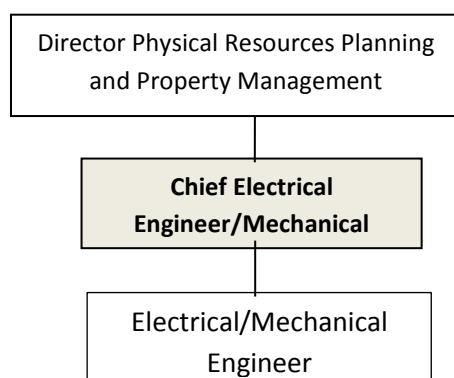 Director Physical Resources Planning
and Property Management
Chief Electrical
Engineer/Mechanical
Electrical/Mechanical
Engineer